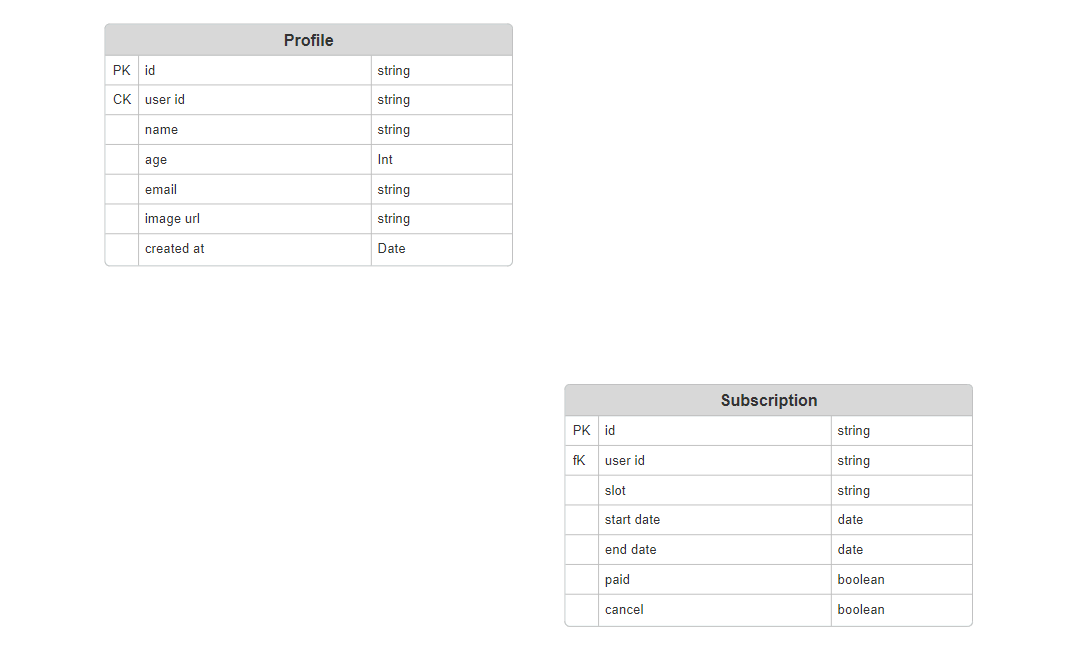 Profile
PK id string
CK user id string
name string
age Int
email string
image url string
created at Date
Subscription
PK id string
fK user id string
slot string
start date date
end date date
paid boolean
cancel boolean